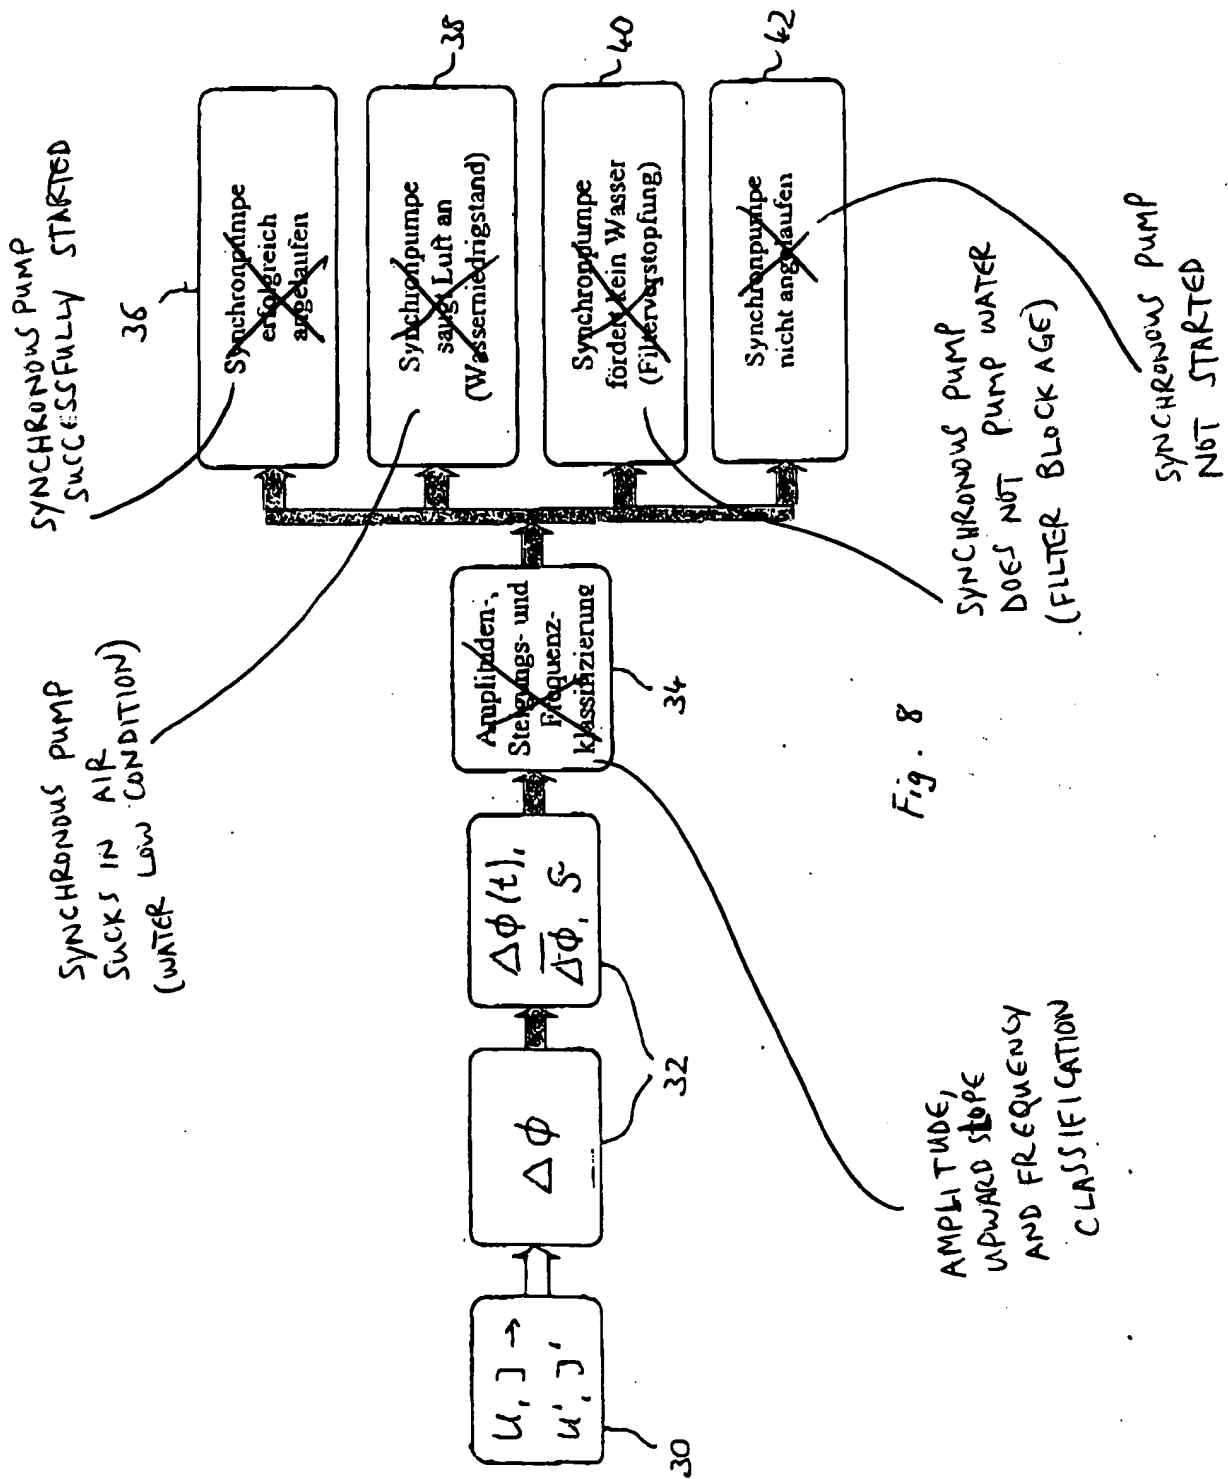 SYNCHRONOUS PUMP
SUCCESSFULLY STARTED
36
Synchronpumpe
erfolgreich
angelaufen
SYNCHRONOUS PUMP
SUCKS IN AIR
(WATER LOW CONDITION)
Synchronpumpe
saugt Luft an
(Wasserniedrigstand)
38
Synchronpumpe
fördert kein Wasser
(Filterverstopfung)
40
Synchronpumpe
nicht angelaufen
42
U, J →
U', J'
30
Δϕ
Δϕ(t),
Δϕ, S
32
Amplituden-,
Steigungs- und
Frequenz-
klassifizierung
34
AMPLITUDE,
UPWARD SLOPE
AND FREQUENCY
CLASSIFICATION
SYNCHRONOUS PUMP
DOES NOT PUMP WATER
(FILTER BLOCKAGE)
SYNCHRONOUS PUMP
NOT STARTED
Fig. 8